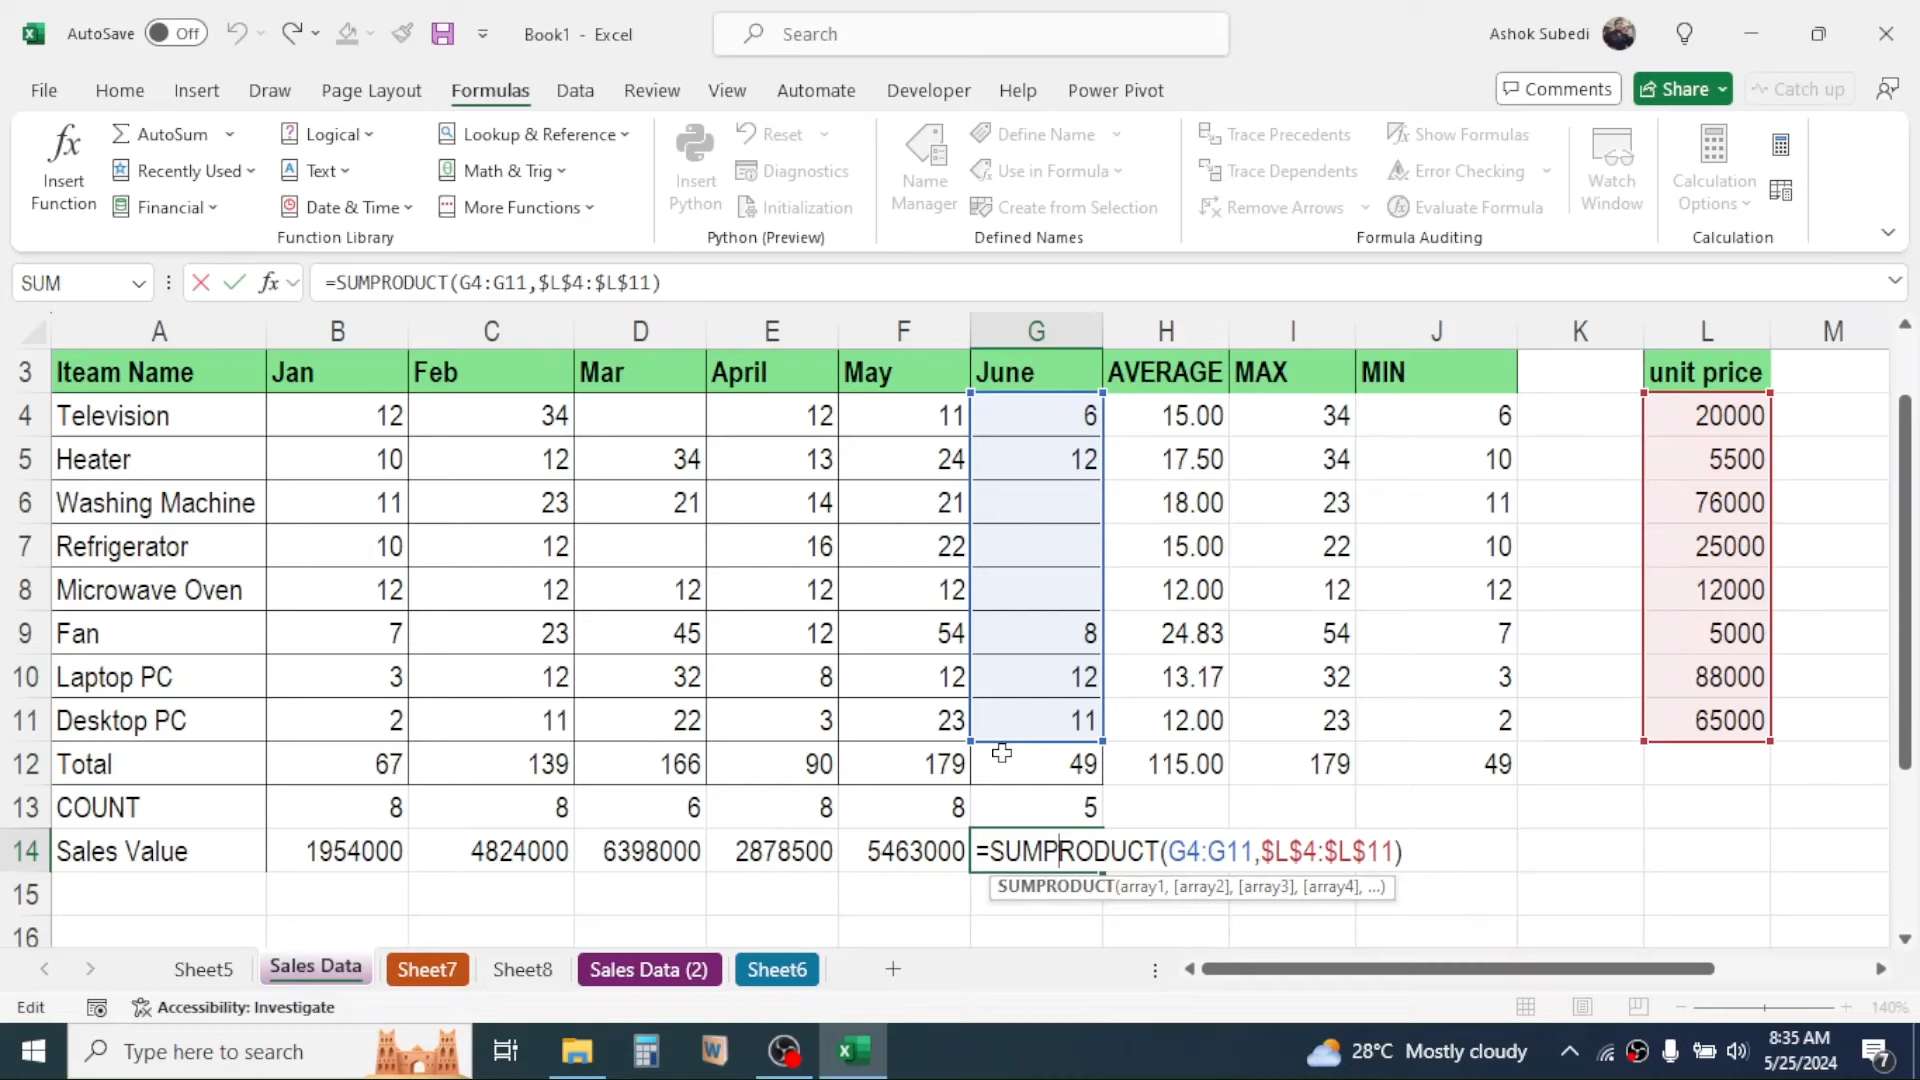 AutoSave Off Book1 - Excel Search Ashok Subedi
File Home Insert Draw Page Layout Formulas Data Review View Automate Developer Help Power Pivot Comments Share Catch up
fx Insert Function
AutoSum
Recently Used
Financial
Logical
Text
Date & Time
Lookup & Reference
Math & Trig
More Functions
Function Library
Insert Python
Reset
Diagnostics
Initialization
Python (Preview)
Name Manager
Define Name
Use in Formula
Create from Selection
Defined Names
Trace Precedents
Trace Dependents
Remove Arrows
Show Formulas
Error Checking
Evaluate Formula
Formula Auditing
Watch Window
Calculation Options
Calculation
SUM fx =SUMPRODUCT(G4:G11,$L$4:$L$11)
A B C D E F G H I J K L M
3 Iteam Name Jan Feb Mar April May June AVERAGE MAX MIN unit price
4 Television 12 34 12 11 6 15.00 34 6 20000
5 Heater 10 12 34 13 24 12 17.50 34 10 5500
6 Washing Machine 11 23 21 14 21 18.00 23 11 76000
7 Refrigerator 10 12 16 22 15.00 22 10 25000
8 Microwave Oven 12 12 12 12 12 12.00 12 12 12000
9 Fan 7 23 45 12 54 8 24.83 54 7 5000
10 Laptop PC 3 12 32 8 12 12 13.17 32 3 88000
11 Desktop PC 2 11 22 3 23 11 12.00 23 2 65000
12 Total 67 139 166 90 179 49 115.00 179 49
13 COUNT 8 8 6 8 8 5
14 Sales Value 1954000 4824000 6398000 2878500 5463000 =SUMPRODUCT(G4:G11,$L$4:$L$11)
15 SUMPRODUCT(array1, [array2], [array3], [array4], ...)
16
Sheet5 Sales Data Sheet7 Sheet8 Sales Data (2) Sheet6
Edit Accessibility: Investigate 140%
Type here to search 28°C Mostly cloudy 8:35 AM
5/25/2024 7